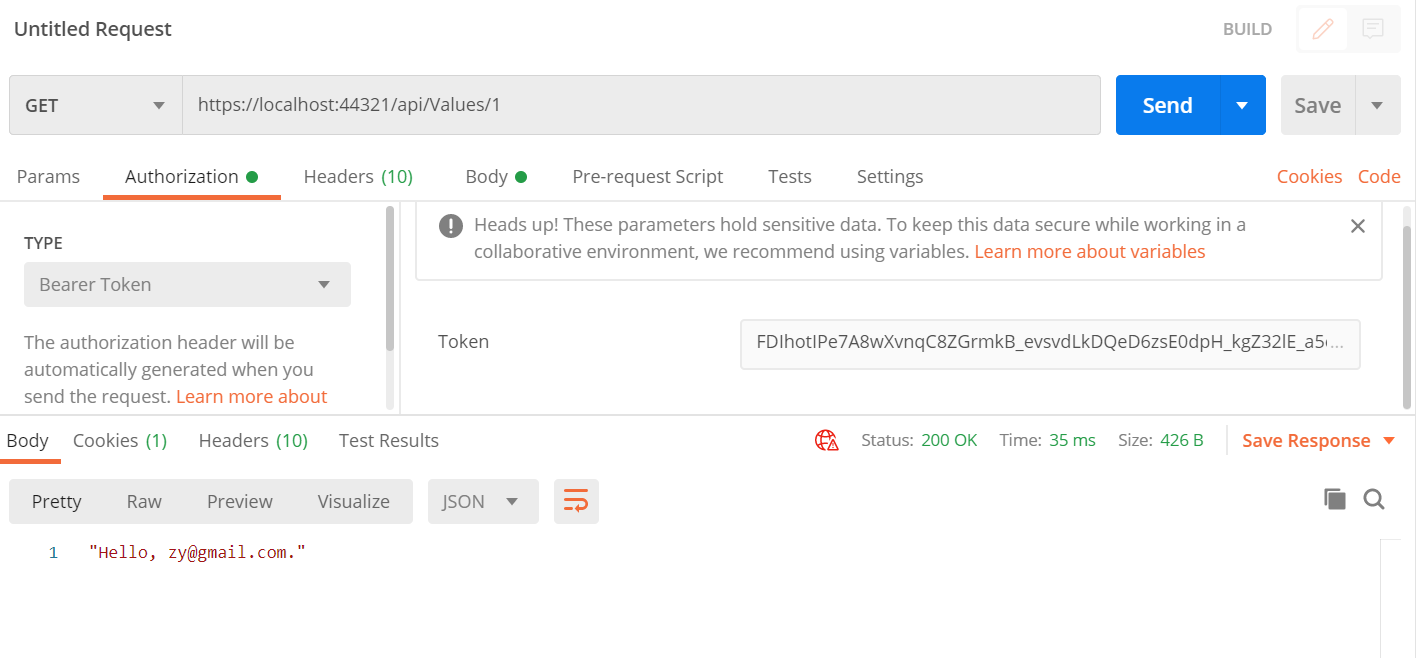 Untitled Request
BUILD
GET
https://localhost:44321/api/Values/1
Send
Save
Params
Authorization
Headers (10)
Body
Pre-request Script
Tests
Settings
Cookies
Code
TYPE
Bearer Token
The authorization header will be
automatically generated when you
send the request. Learn more about
Heads up! These parameters hold sensitive data. To keep this data secure while working in a
collaborative environment, we recommend using variables. Learn more about variables
Token
FDIhotIPe7A8wXvnqC8ZGrmkB_evsvdLkDQeD6zsE0dpH_kgZ32lE_a5...
Body
Cookies (1)
Headers (10)
Test Results
Status: 200 OK
Time: 35 ms
Size: 426 B
Save Response
Pretty
Raw
Preview
Visualize
JSON
1 "Hello, zy@gmail.com."